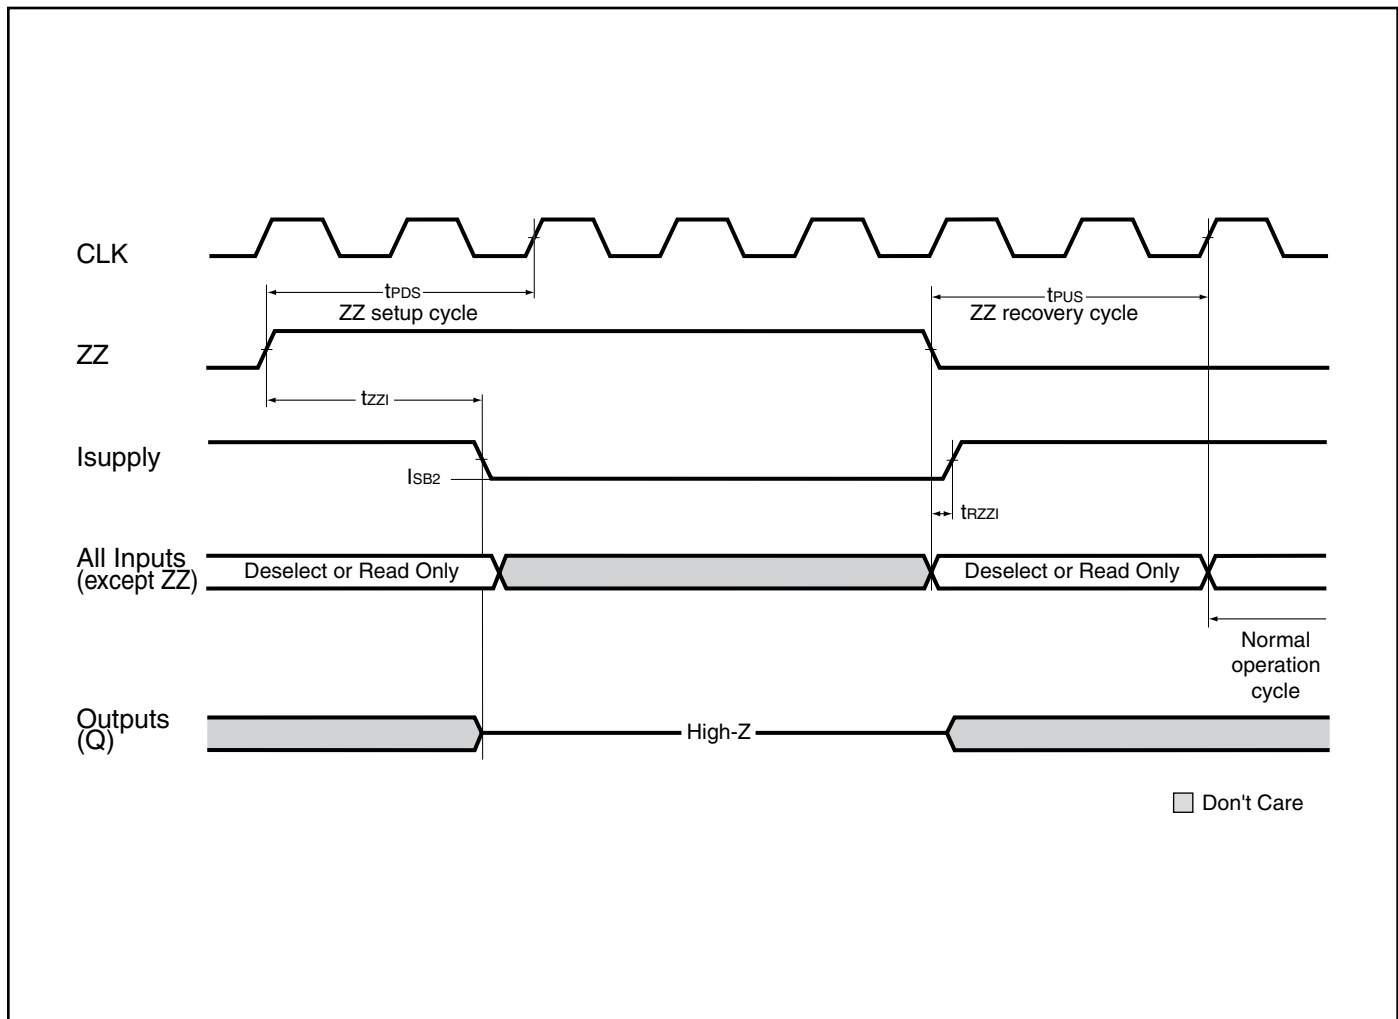 CLK
tPDS
ZZ setup cycle
tPUS
ZZ recovery cycle
ZZ
tZZI
Isupply
ISB2
tRZZI
All Inputs
(except ZZ)
Deselect or Read Only
Deselect or Read Only
Normal
operation
cycle
Outputs
(Q)
High-Z
Don't Care